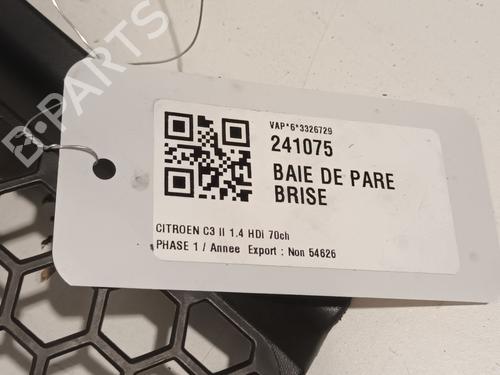 B-PARTS
VAP*6*3326729
241075
BAIE DE PARE
BRISE
CITROEN C3 II 1.4 HDi 70ch
PHASE 1 / Annee Export : Non 54626